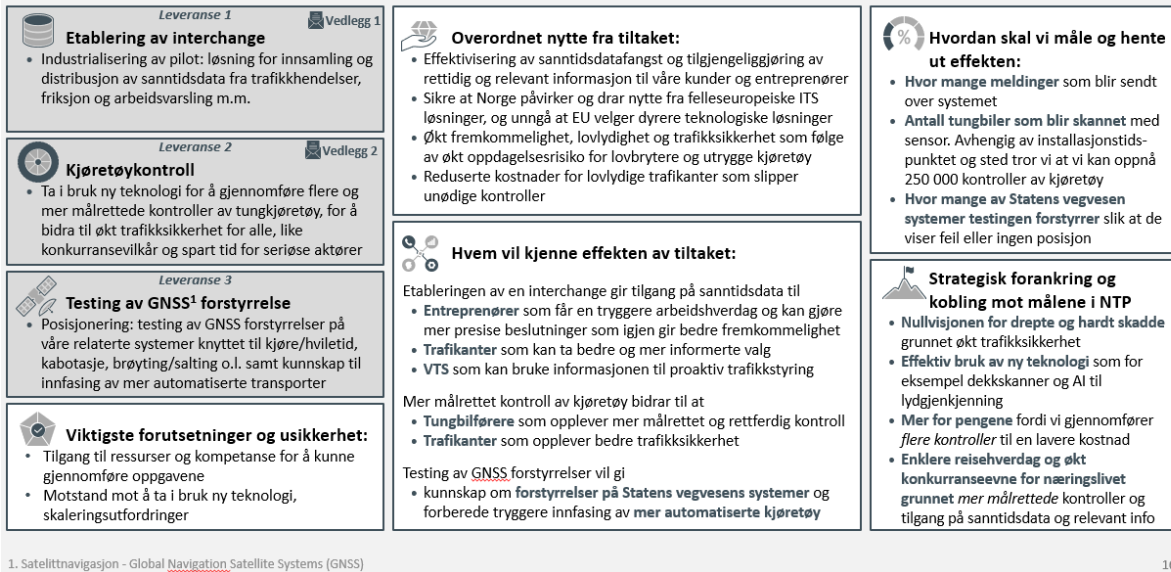 Leveranse 1
Vedlegg 1
Etablering av interchange
• Industrialisering av pilot: løsning for innsamling og
distribusjon av sanntidsdata fra trafikkhendelser,
friksjon og arbeidsvarsling m.m.
Leveranse 2
Vedlegg 2
Kjøretøykontroll
• Ta i bruk ny teknologi for å gjennomføre flere og
mer målrettede kontroller av tungkjøretøy, for å
bidra til økt trafikksikkerhet for alle, like
konkurransevilkår og spart tid for seriøse aktører
Leveranse 3
Testing av GNSS¹ forstyrrelse
• Posisjonering: testing av GNSS forstyrrelser på
våre relaterte systemer knyttet til kjøre/hviletid,
kabotasje, brøyting/salting o.l. samt kunnskap til
innfasing av mer automatiserte transporter
Viktigste forutsetninger og usikkerhet:
• Tilgang til ressurser og kompetanse for å kunne
gjennomføre oppgavene
• Motstand mot å ta i bruk ny teknologi,
skaleringsutfordringer
Overordnet nytte fra tiltaket:
• Effektivisering av sanntidsdatafangst og tilgjengeliggjøring av
rettidig og relevant informasjon til våre kunder og entreprenører
• Sikre at Norge påvirker og drar nytte fra felleseuropeiske ITS
løsninger, og unngå at EU velger dyrere teknologiske løsninger
• Økt fremkommelighet, lovlydighet og trafikksikkerhet som følge
av økt oppdagelsesrisiko for lovbrytere og utrygge kjøretøy
• Reduserte kostnader for lovlydige trafikanter som slipper
unødige kontroller
Hvem vil kjenne effekten av tiltaket:
Etableringen av en interchange gir tilgang på sanntidsdata til
• Entreprenører som får en tryggere arbeidshverdag og kan gjøre
mer presise beslutninger som igjen gir bedre fremkommelighet
• Trafikanter som kan ta bedre og mer informerte valg
• VTS som kan bruke informasjonen til proaktiv trafikkstyring
Mer målrettet kontroll av kjøretøy bidrar til at
• Tungbilførere som opplever mer målrettet og rettferdig kontroll
• Trafikanter som opplever bedre trafikksikkerhet
Testing av GNSS forstyrrelser vil gi
• kunnskap om forstyrrelser på Statens vegvesens systemer og
forberede tryggere innfasing av mer automatiserte kjøretøy
%
Hvordan skal vi måle og hente
ut effekten:
• Hvor mange meldinger som blir sendt
over systemet
• Antall tungbiler som blir skannet med
sensor. Avhengig av installasjonstids-
punktet og sted tror vi at vi kan oppnå
250 000 kontroller av kjøretøy
• Hvor mange av Statens vegvesen
systemer testingen forstyrrer slik at de
viser feil eller ingen posisjon
Strategisk forankring og
kobling mot målene i NTP
• Nullvisjonen for drepte og hardt skadde
grunnet økt trafikksikkerhet
• Effektiv bruk av ny teknologi som for
eksempel dekkskanner og AI til
lydgjenkjenning
• Mer for pengene fordi vi gjennomfører
flere kontroller til en lavere kostnad
• Enklere reisehverdag og økt
konkurranseevne for næringslivet
grunnet mer målrettede kontroller og
tilgang på sanntidsdata og relevant info
1. Satelittnavigasjon - Global Navigation Satellite Systems (GNSS)